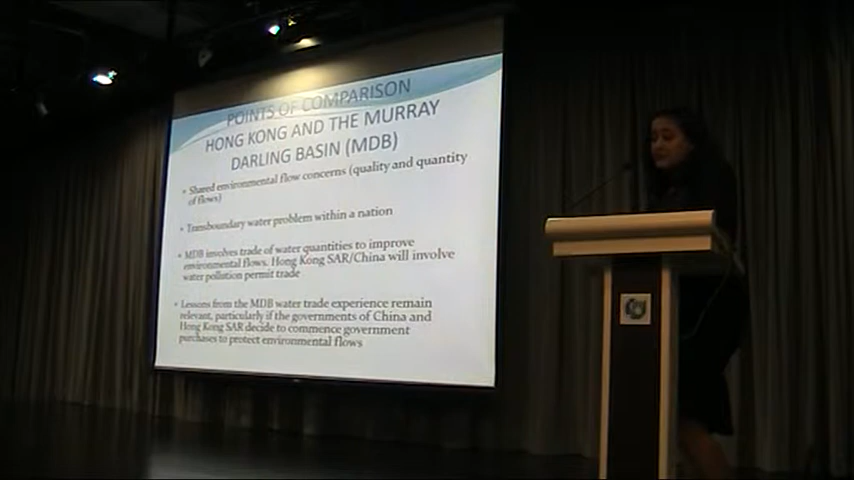 POINTS OF COMPARISON
HONG KONG AND THE MURRAY
DARLING BASIN (MDB)
• Shared environmental flow concerns (quality and quantity
of flows)
• Transboundary water problem within a nation
• MDB involves trade of water quantities to improve
environmental flows. Hong Kong SAR/China will involve
water pollution permit trade
• Lessons from the MDB water trade experience remain
relevant, particularly if the governments of China and
Hong Kong SAR decide to commence government
purchases to protect environmental flows